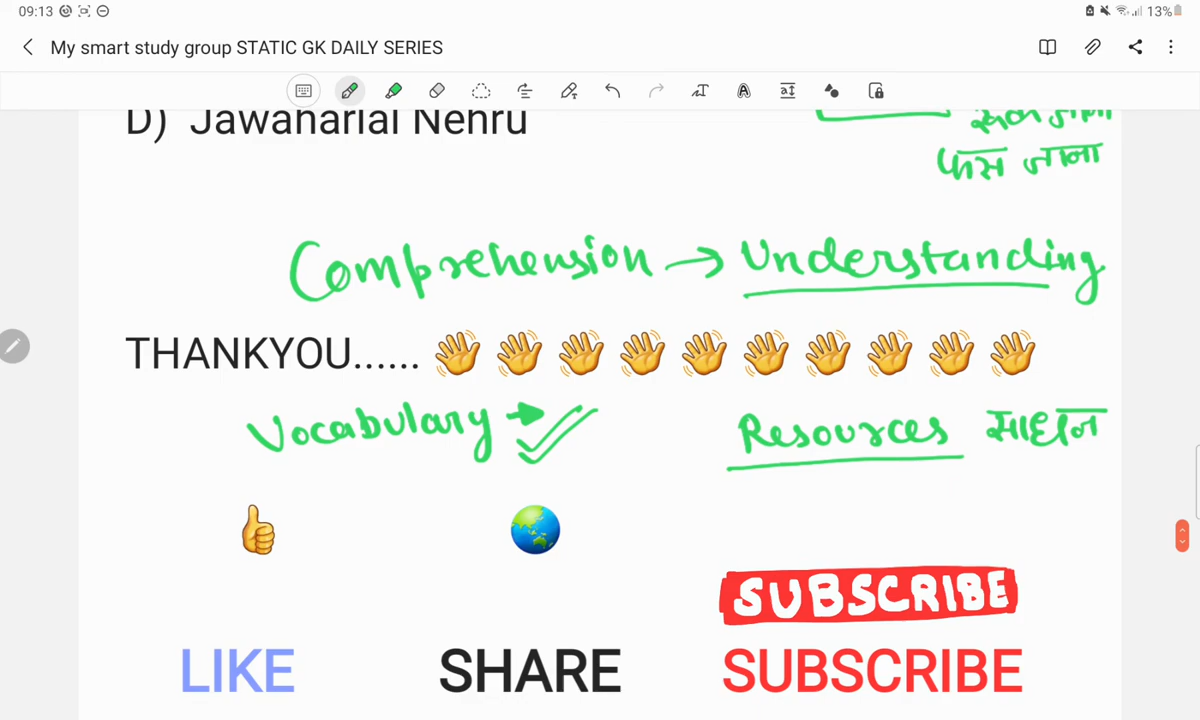 09:13 13%
My smart study group STATIC GK DAILY SERIES
D) Jawaharlal Nehru
फंस जाना
Comprehension → Understanding
THANKYOU...... 👋 👋 👋 👋 👋 👋 👋 👋 👋 👋
Vocabulary → Resources साधन
SUBSCRIBE
LIKE SHARE SUBSCRIBE